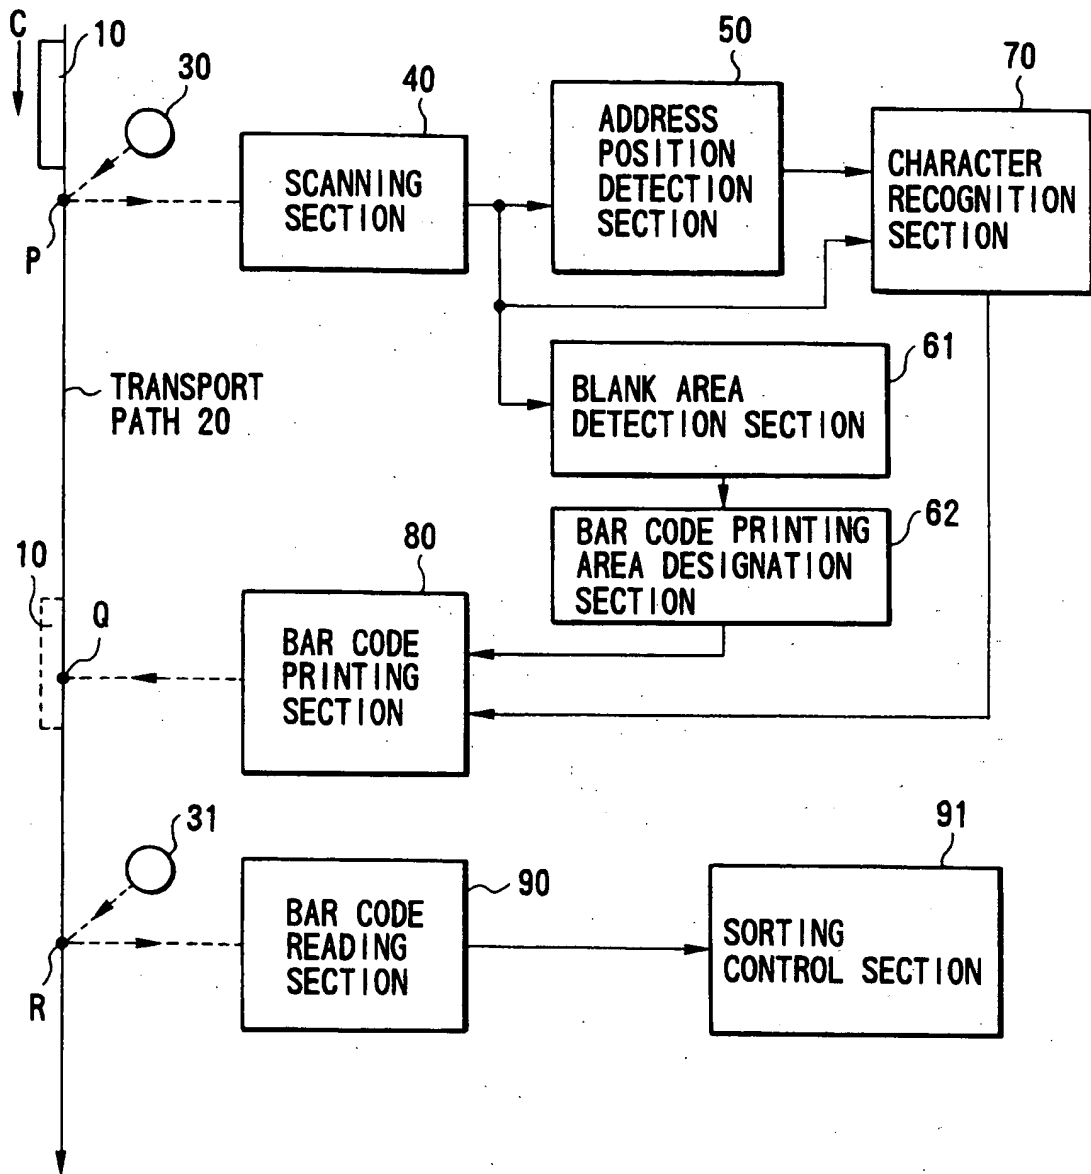 C
10
30
40
50
70
SCANNING
SECTION
ADDRESS
POSITION
DETECTION
SECTION
CHARACTER
RECOGNITION
SECTION
P
61
TRANSPORT
PATH 20
BLANK AREA
DETECTION SECTION
62
BAR CODE PRINTING
AREA DESIGNATION
SECTION
10
Q
80
BAR CODE
PRINTING
SECTION
31
90
91
BAR CODE
READING
SECTION
SORTING
CONTROL SECTION
R